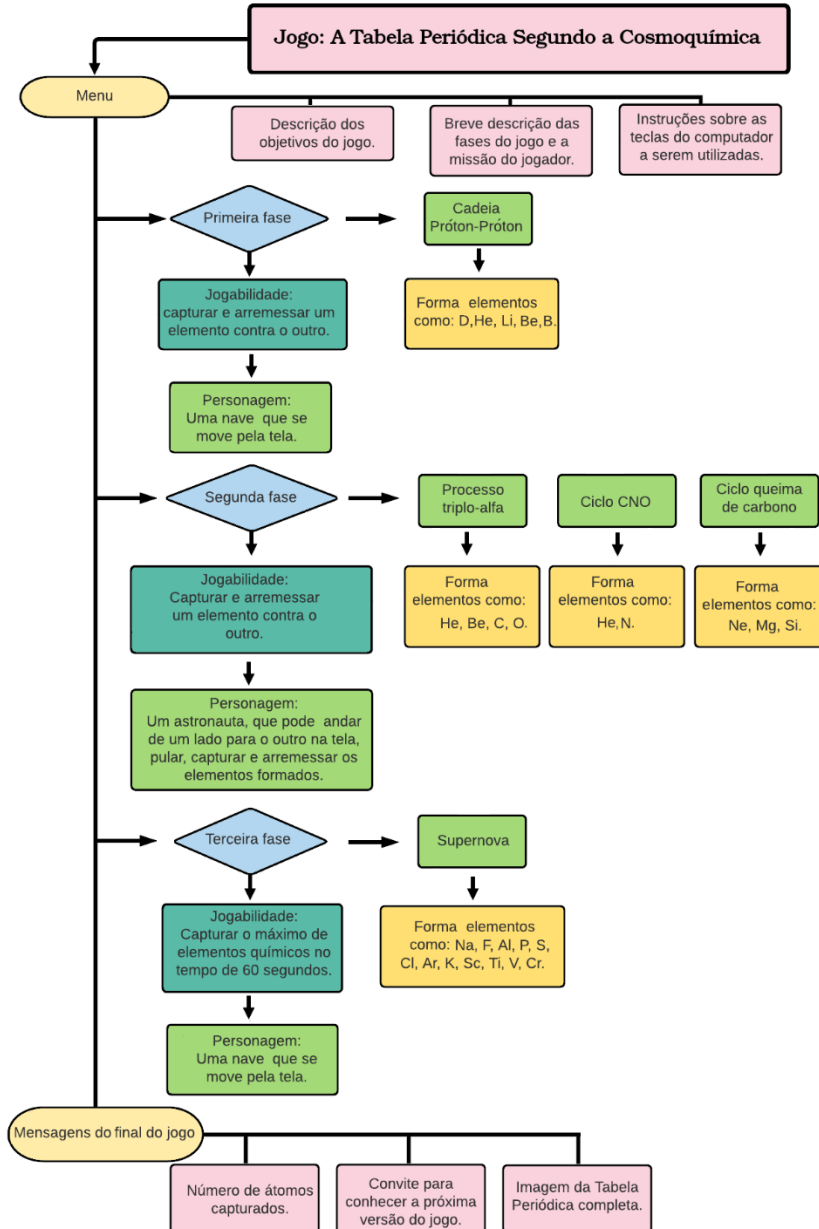 Jogo: A Tabela Periódica Segundo a Cosmoquímica
Menu
Descrição dos
objetivos do jogo.
Breve descrição das
fases do jogo e a
missão do jogador.
Instruções sobre as
teclas do computador
a serem utilizadas.
Primeira fase
Cadeia
Próton-Próton
Jogabilidade:
capturar e arremessar um
elemento contra o outro.
Forma elementos
como: D,He, Li, Be,B.
Personagem:
Uma nave que se
move pela tela.
Segunda fase
Processo
triplo-alfa
Ciclo CNO
Ciclo queima
de carbono
Jogabilidade:
Capturar e arremessar
um elemento contra o
outro.
Forma
elementos como:
He, Be, C, O.
Forma
elementos como:
He, N.
Forma
elementos como:
Ne, Mg, Si.
Personagem:
Um astronauta, que pode andar
de um lado para o outro na tela,
pular, capturar e arremessar os
elementos formados.
Terceira fase
Supernova
Jogabilidade:
Capturar o máximo de
elementos químicos no
tempo de 60 segundos.
Forma elementos
como: Na, F, Al, P, S,
Cl, Ar, K, Sc, Ti, V, Cr.
Personagem:
Uma nave que se
move pela tela.
Mensagens do final do jogo
Número de átomos
capturados.
Convite para
conhecer a próxima
versão do jogo.
Imagem da Tabela
Periódica completa.